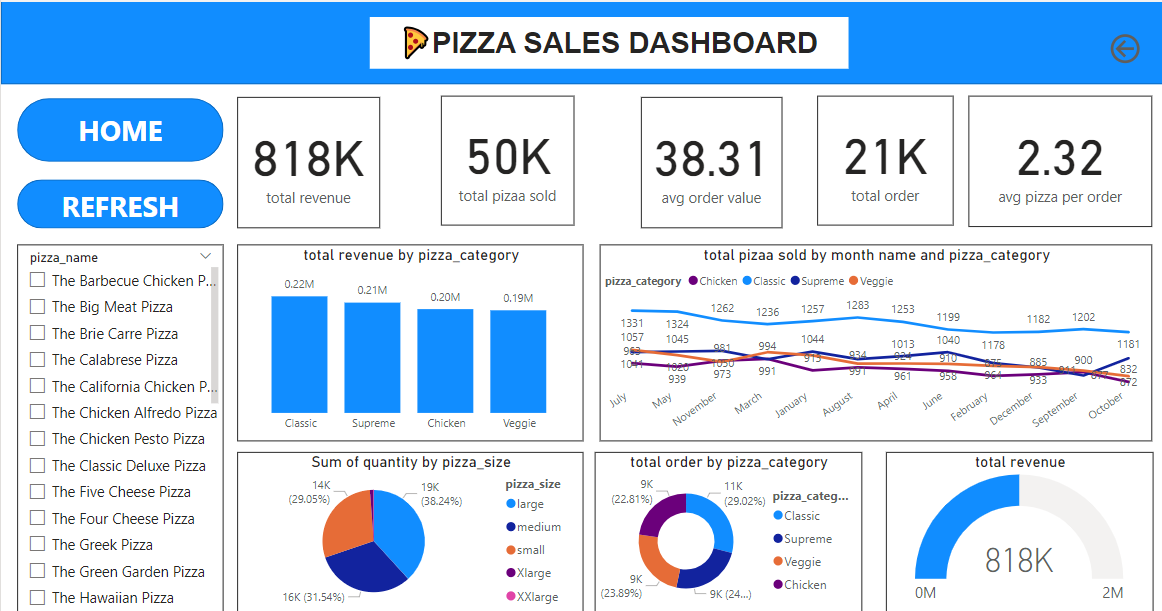 PIZZA SALES DASHBOARD
HOME
REFRESH
818K
total revenue
50K
total pizaa sold
38.31
avg order value
21K
total order
2.32
avg pizza per order
pizza_name
The Barbecue Chicken P...
The Big Meat Pizza
The Brie Carre Pizza
The Calabrese Pizza
The California Chicken P...
The Chicken Alfredo Pizza
The Chicken Pesto Pizza
The Classic Deluxe Pizza
The Five Cheese Pizza
The Four Cheese Pizza
The Greek Pizza
The Green Garden Pizza
The Hawaiian Pizza
total revenue by pizza_category
0.22M 0.21M 0.20M 0.19M
Classic Supreme Chicken Veggie
total pizaa sold by month name and pizza_category
pizza_category Chicken Classic Supreme Veggie
1331 1324 1262 1236 1257 1283 1253 1199 1178 1182 1202 1181
1057 1045 981 994 1044 934 1013 1040 885 900 832
939 973 991 913 991 961 910 958 933 872
July May November March January August April June February December September October
Sum of quantity by pizza_size
14K
(29.05%)
19K
(38.24%)
16K (31.54%)
pizza_size
large
medium
small
Xlarge
XXlarge
total order by pizza_category
9K
(22.81%)
11K
(29.02%)
9K
(23.89%)
9K (24...)
pizza_categ...
Classic
Supreme
Veggie
Chicken
total revenue
818K
0M 2M